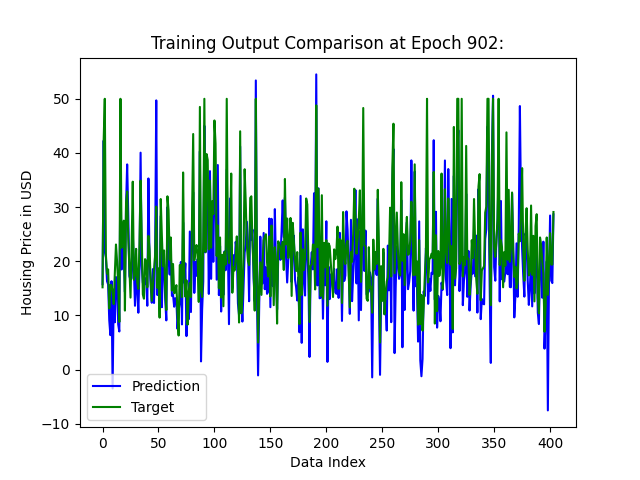 Training Output Comparison at Epoch 902:
Housing Price in USD
50
40
30
20
10
0
−10
Prediction
Target
0 50 100 150 200 250 300 350 400
Data Index